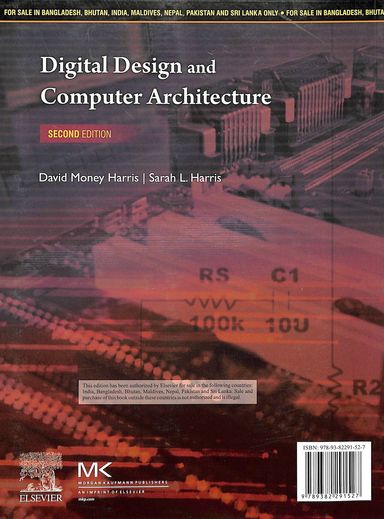 FOR SALE IN BANGLADESH, BHUTAN, INDIA, MALDIVES, NEPAL, PAKISTAN AND SRI LANKA ONLY • FOR SALE IN BANGLADESH, BHUTA
Digital Design and
Computer Architecture
SECOND EDITION
David Money Harris | Sarah L. Harris
RS C1
100k 10U
R2
This edition has been authorized by Elsevier for sale in the following countries:
India, Bangladesh, Bhutan, Maldives, Nepal, Pakistan and Sri Lanka. Sale and
purchase of this book outside these countries is not authorized and is illegal.
ISBN: 978-93-82291-52-7
9 789382 291527
ELSEVIER
MK
MORGAN KAUFMANN PUBLISHERS
AN IMPRINT OF ELSEVIER
mkp.com